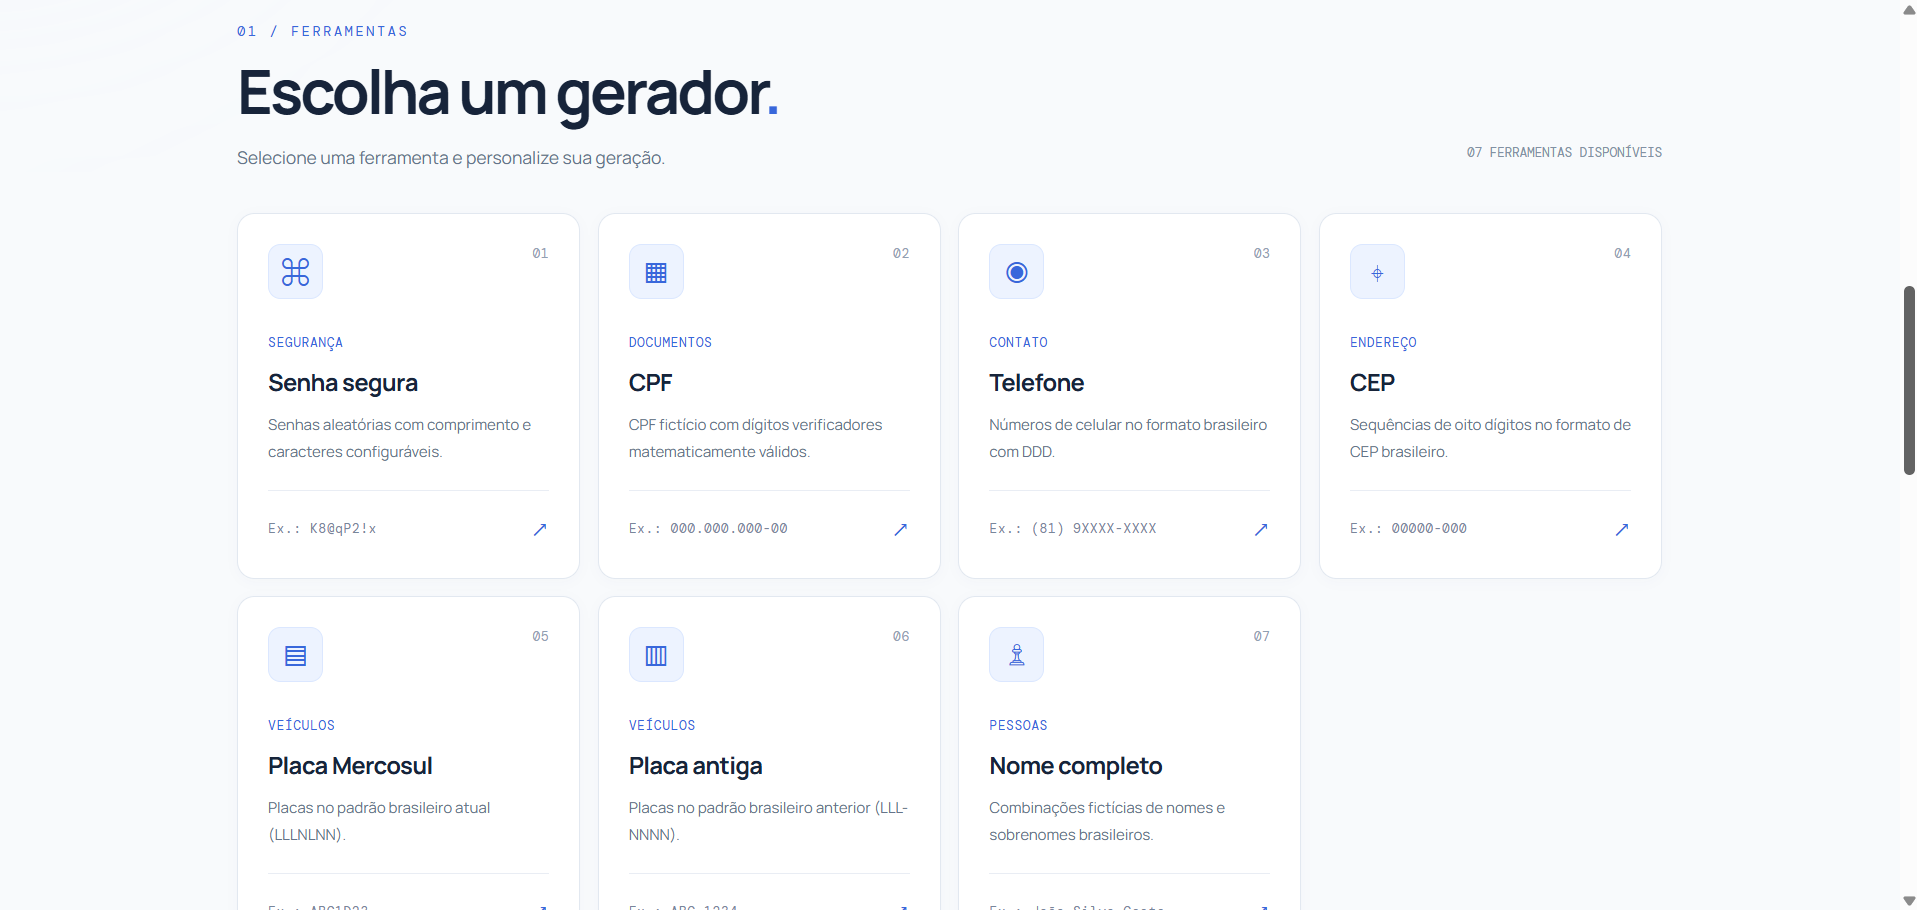 01 / FERRAMENTAS
Escolha um gerador.
Selecione uma ferramenta e personalize sua geração.
07 FERRAMENTAS DISPONÍVEIS
01
SEGURANÇA
Senha segura
Senhas aleatórias com comprimento e
caracteres configuráveis.
Ex.: K8@qP2!x
02
DOCUMENTOS
CPF
CPF fictício com dígitos verificadores
matematicamente válidos.
Ex.: 000.000.000-00
03
CONTATO
Telefone
Números de celular no formato brasileiro
com DDD.
Ex.: (81) 9XXXX-XXXX
04
ENDEREÇO
CEP
Sequências de oito dígitos no formato de
CEP brasileiro.
Ex.: 00000-000
05
VEÍCULOS
Placa Mercosul
Placas no padrão brasileiro atual
(LLLNLNN).
06
VEÍCULOS
Placa antiga
Placas no padrão brasileiro anterior (LLL-
NNNN).
07
PESSOAS
Nome completo
Combinações fictícias de nomes e
sobrenomes brasileiros.